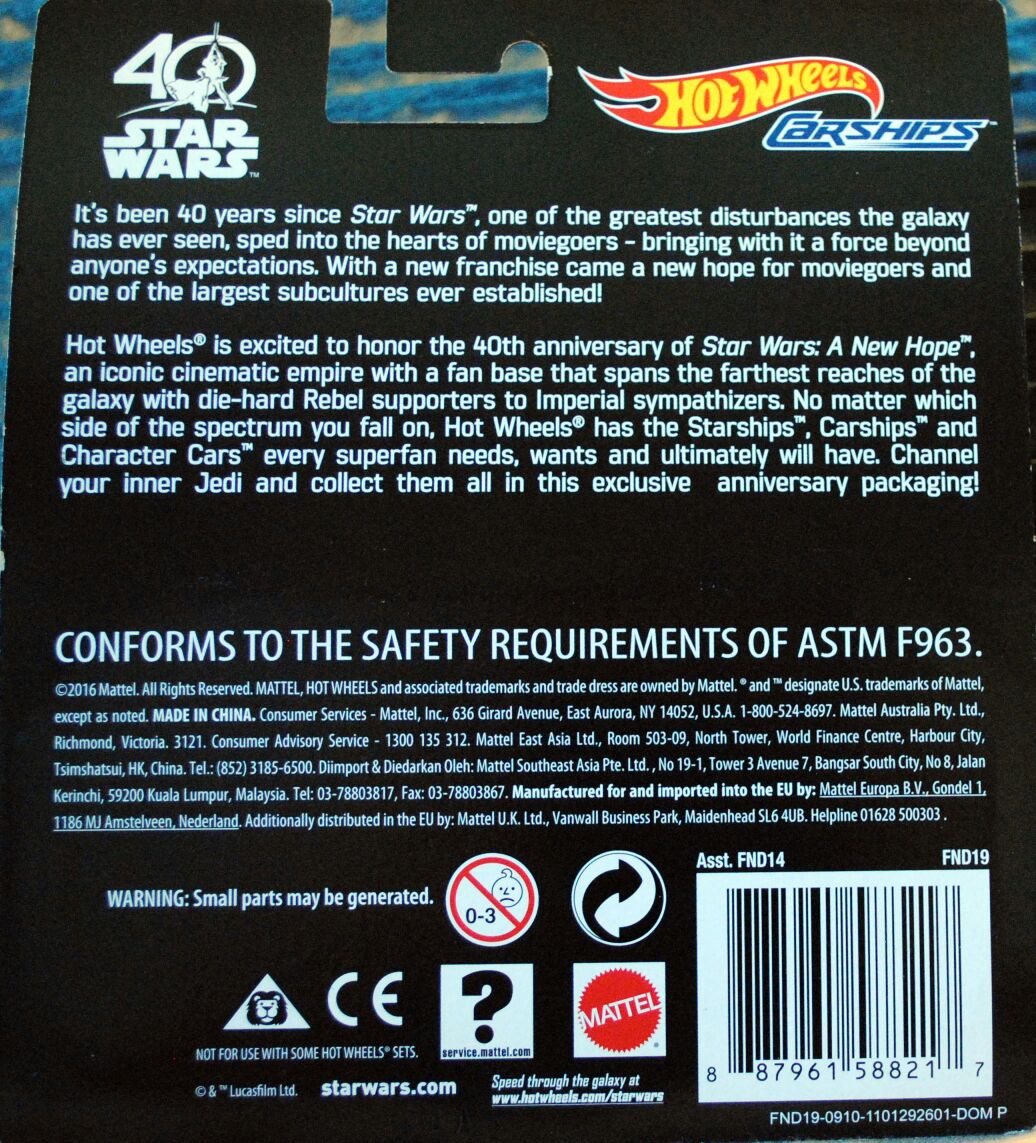 40
STAR
WARS™
HOT WHEELS®
CARSHIPS™
It's been 40 years since Star Wars™, one of the greatest disturbances the galaxy
has ever seen, sped into the hearts of moviegoers – bringing with it a force beyond
anyone's expectations. With a new franchise came a new hope for moviegoers and
one of the largest subcultures ever established!
Hot Wheels® is excited to honor the 40th anniversary of Star Wars: A New Hope™,
an iconic cinematic empire with a fan base that spans the farthest reaches of the
galaxy with die-hard Rebel supporters to Imperial sympathizers. No matter which
side of the spectrum you fall on, Hot Wheels® has the Starships™, Carships™ and
Character Cars™ every superfan needs, wants and ultimately will have. Channel
your inner Jedi and collect them all in this exclusive anniversary packaging!
CONFORMS TO THE SAFETY REQUIREMENTS OF ASTM F963.
©2016 Mattel. All Rights Reserved. MATTEL, HOT WHEELS and associated trademarks and trade dress are owned by Mattel. ® and ™ designate U.S. trademarks of Mattel,
except as noted. MADE IN CHINA. Consumer Services - Mattel, Inc., 636 Girard Avenue, East Aurora, NY 14052, U.S.A. 1-800-524-8697. Mattel Australia Pty. Ltd.,
Richmond, Victoria. 3121. Consumer Advisory Service - 1300 135 312. Mattel East Asia Ltd., Room 503-09, North Tower, World Finance Centre, Harbour City,
Tsimshatsui, HK, China. Tel.: (852) 3185-6500. Diimport & Diedarkan Oleh: Mattel Southeast Asia Pte. Ltd. , No 19-1, Tower 3 Avenue 7, Bangsar South City, No 8, Jalan
Kerinchi, 59200 Kuala Lumpur, Malaysia. Tel: 03-78803817, Fax: 03-78803867. Manufactured for and imported into the EU by: Mattel Europa B.V., Gondel 1,
1186 MJ Amstelveen, Nederland. Additionally distributed in the EU by: Mattel U.K. Ltd., Vanwall Business Park, Maidenhead SL6 4UB. Helpline 01628 500303 .
Asst. FND14 FND19
WARNING: Small parts may be generated.
0-3
CE
?
service.mattel.com
MATTEL®
NOT FOR USE WITH SOME HOT WHEELS® SETS.
8 87961 58821 7
© & ™ Lucasfilm Ltd. starwars.com
Speed through the galaxy at
www.hotwheels.com/starwars
FND19-0910-1101292601-DOM P